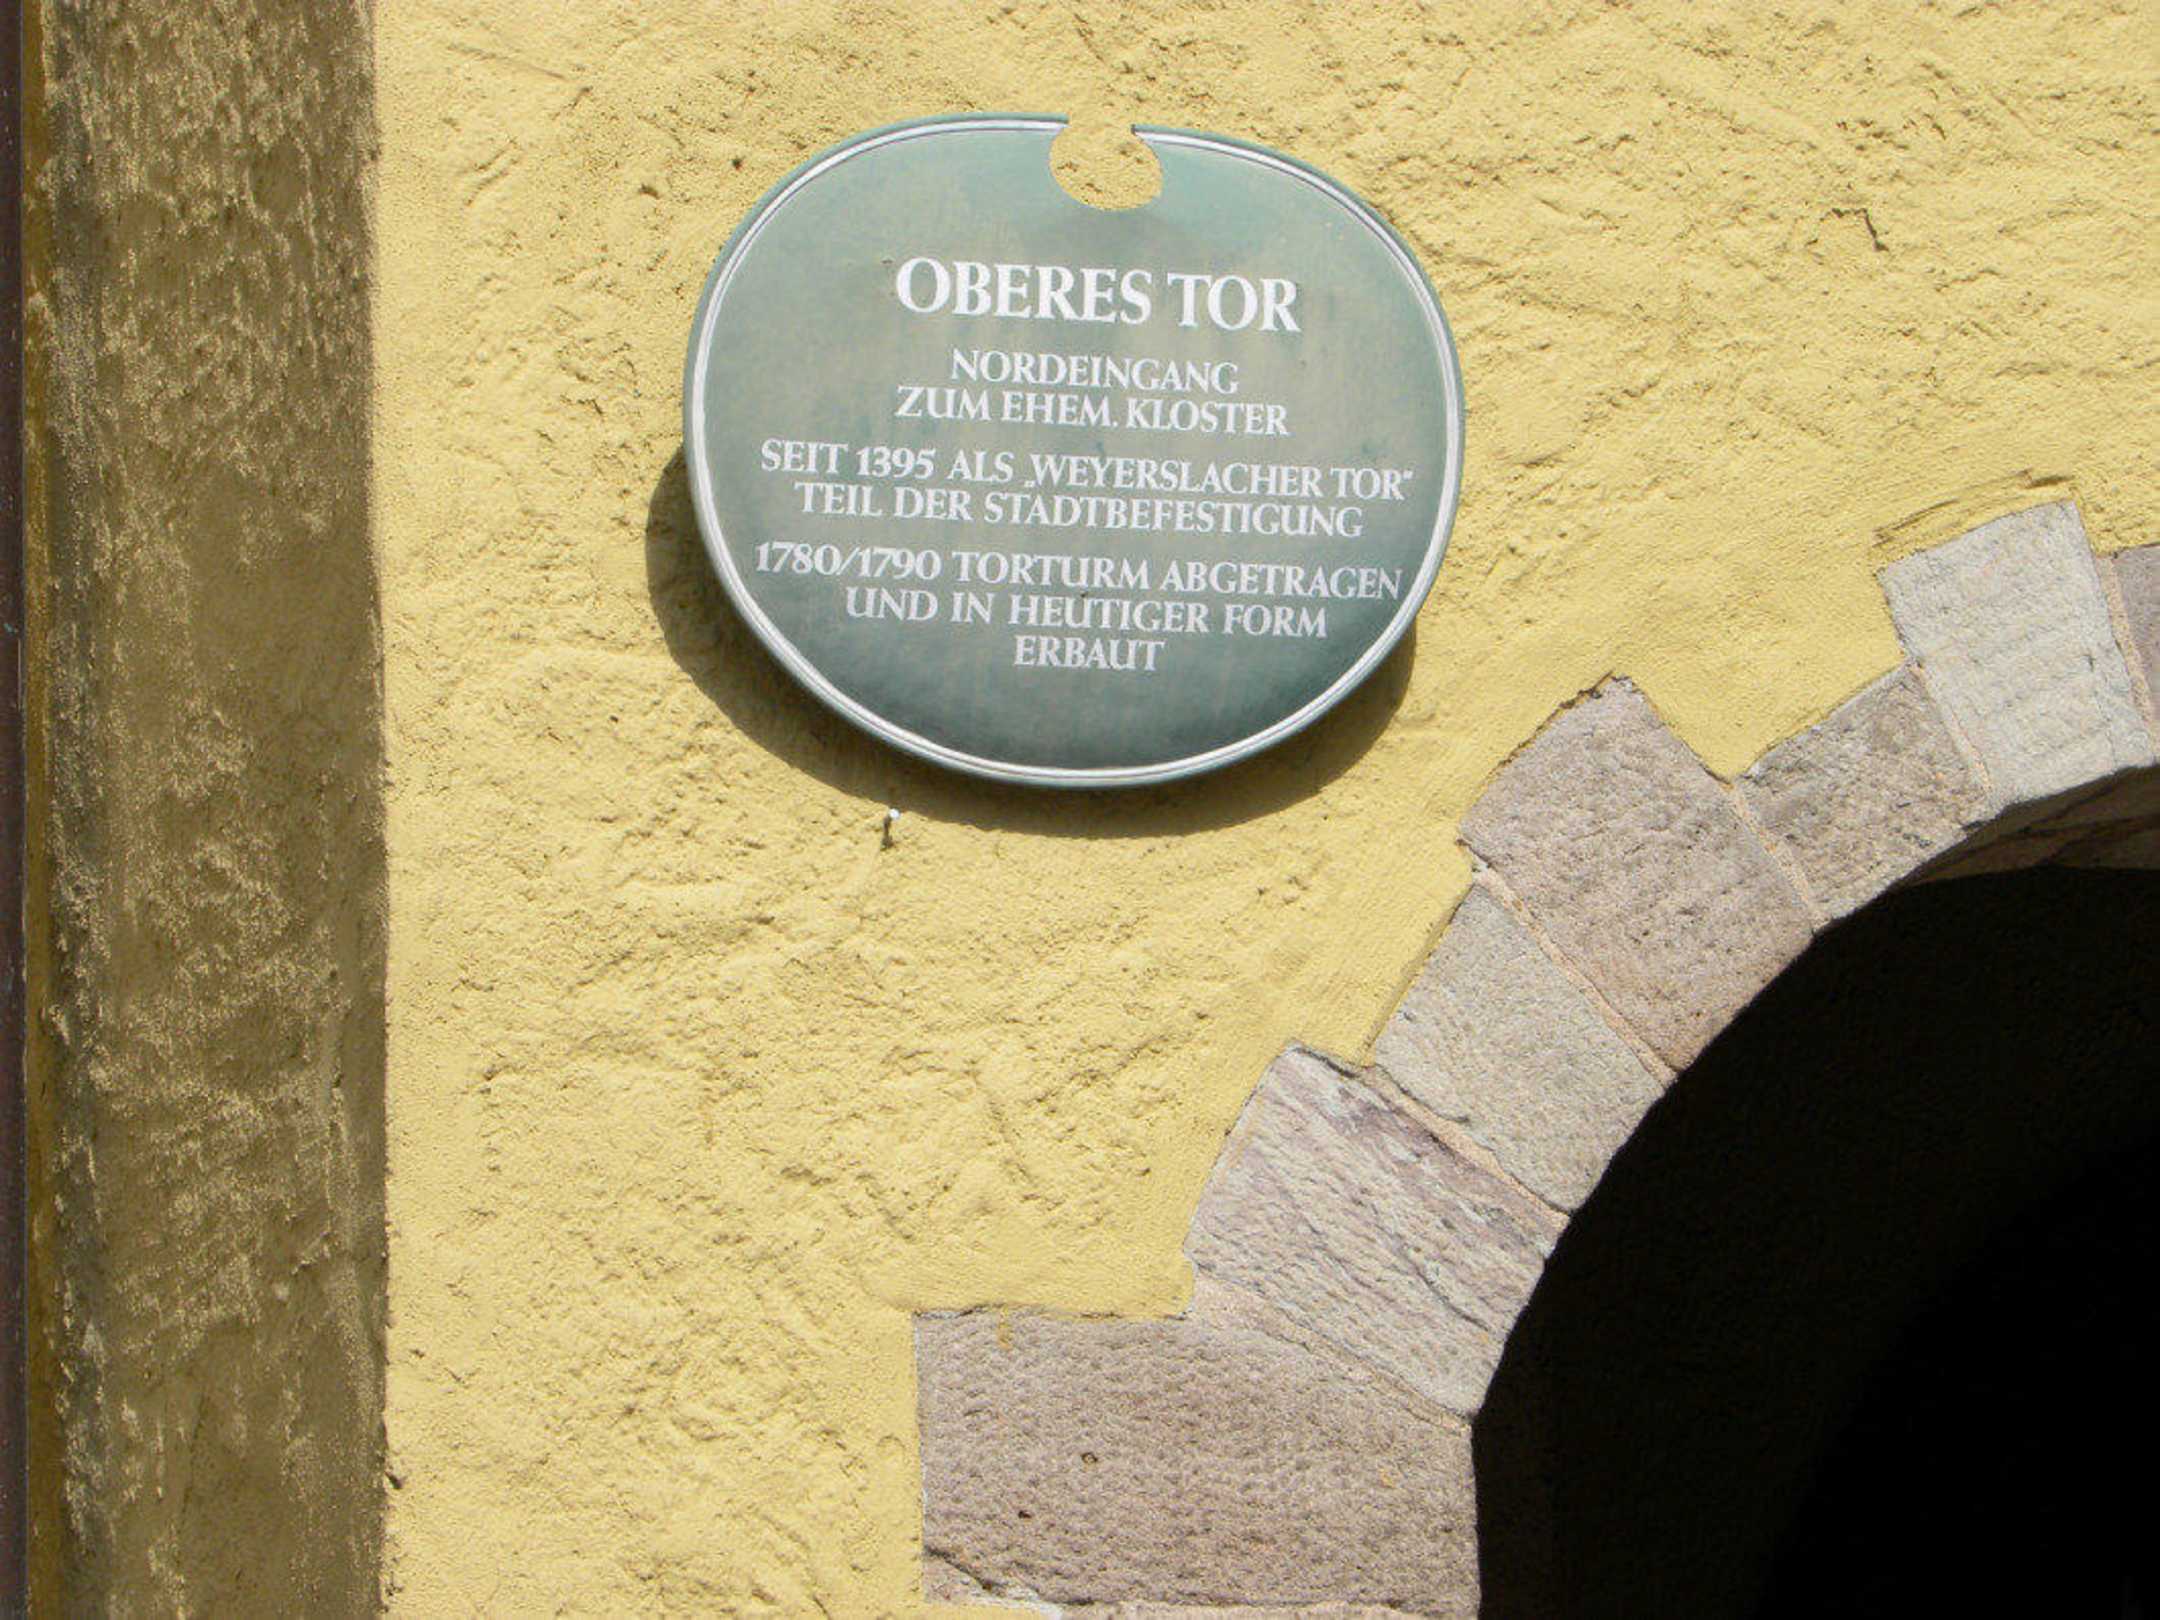 OBERES TOR
NORDEINGANG
ZUM EHEM. KLOSTER
SEIT 1395 ALS „WEYERSLACHER TOR"
TEIL DER STADTBEFESTIGUNG
1780/1790 TORTURM ABGETRAGEN
UND IN HEUTIGER FORM
ERBAUT